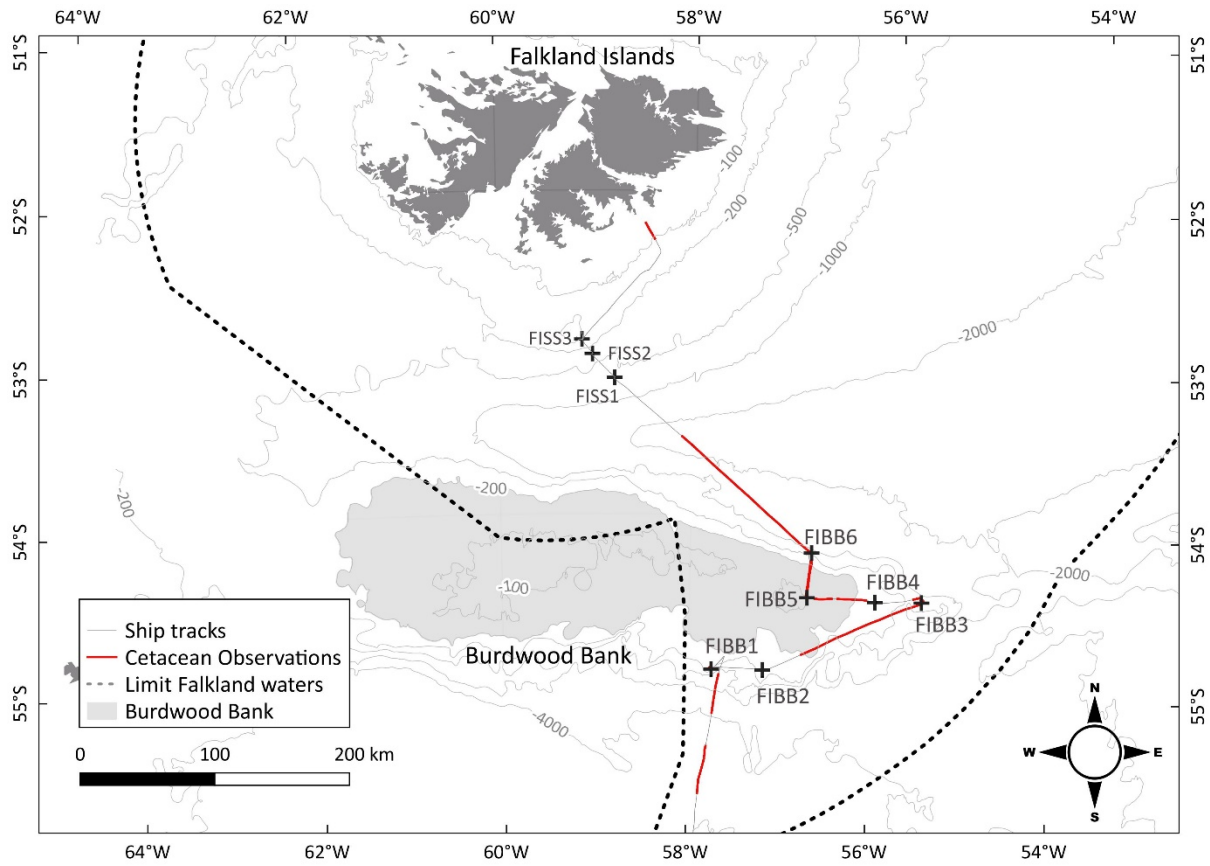 64°W 62°W 60°W 58°W 56°W 54°W
51°S 51°S
Falkland Islands
-100
-200
-500
-1000
52°S 52°S
-2000
FISS3
FISS2
FISS1
53°S 53°S
-200
-200
54°S 54°S
FIBB6
-2000
-100
FIBB5
FIBB4
FIBB3
Ship tracks
Cetacean Observations
Limit Falkland waters
Burdwood Bank
Burdwood Bank
FIBB1
FIBB2
55°S 55°S
-4000
0 100 200 km
N
W E
S
64°W 62°W 60°W 58°W 56°W 54°W